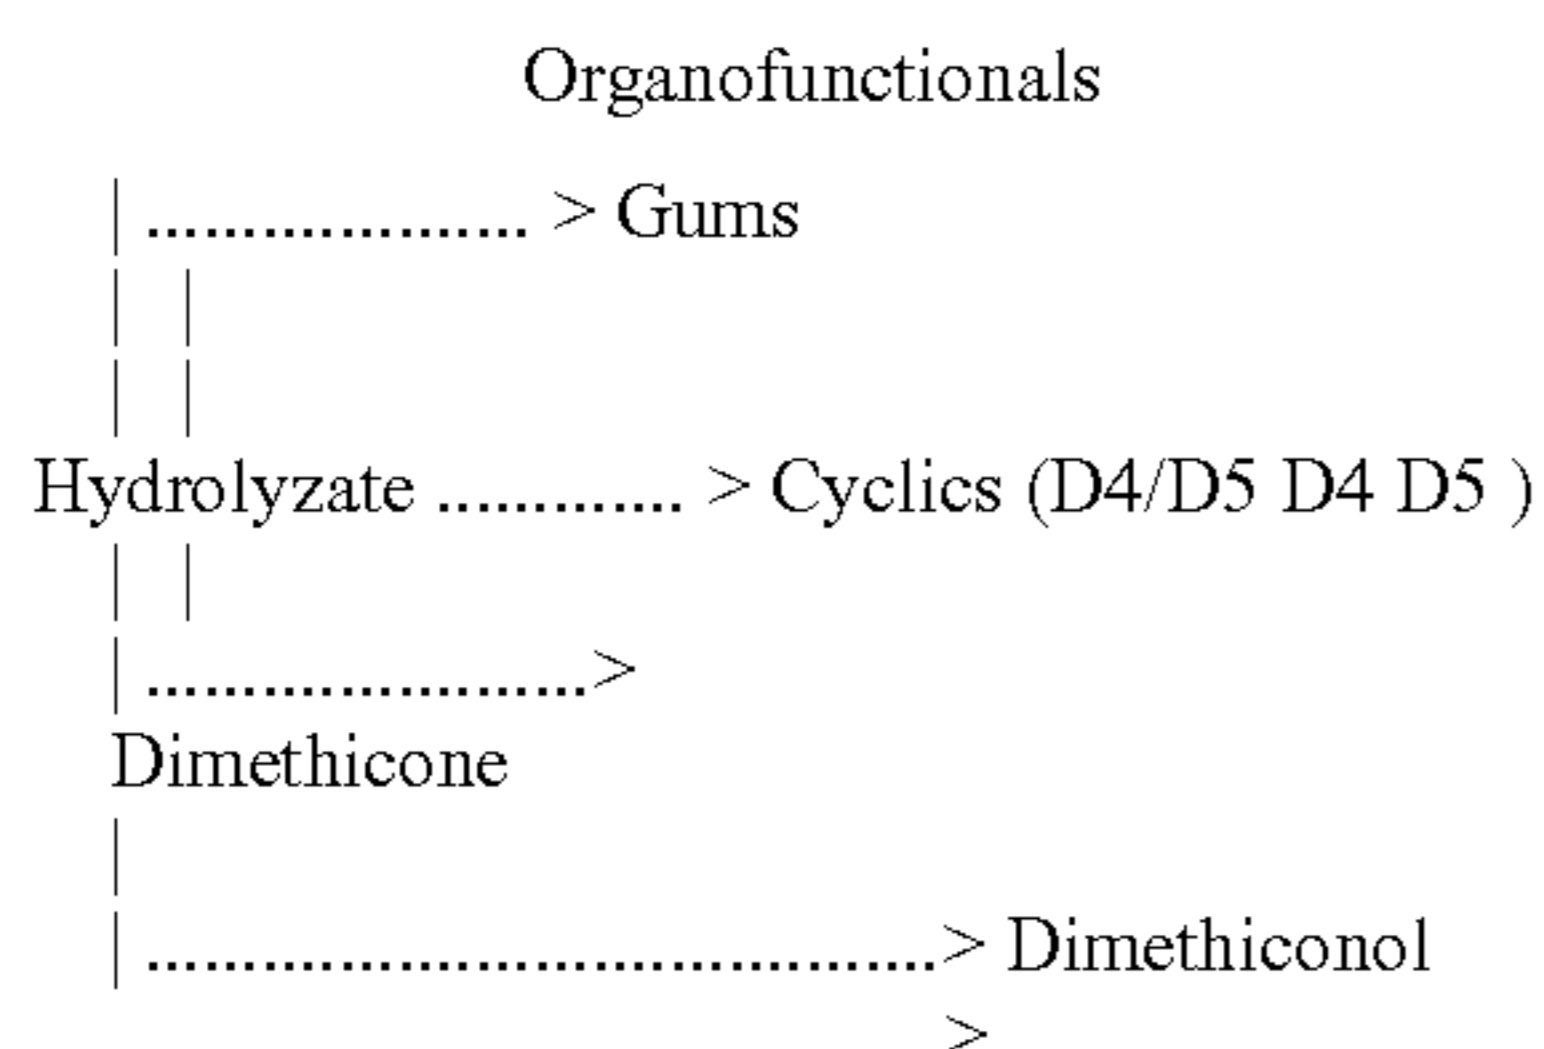 Organofunctionals
| .................... > Gums
| |
| |
Hydrolyzate ............. > Cyclics (D4/D5 D4 D5 )
| |
| .......................>
Dimethicone
|
| .........................................> Dimethiconol
>